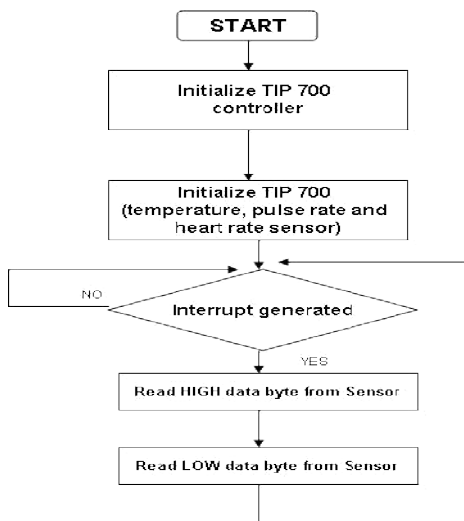 START
Initialize TIP 700
controller
Initialize TIP 700
(temperature, pulse rate and
heart rate sensor)
Interrupt generated
NO
YES
Read HIGH data byte from Sensor
Read LOW data byte from Sensor